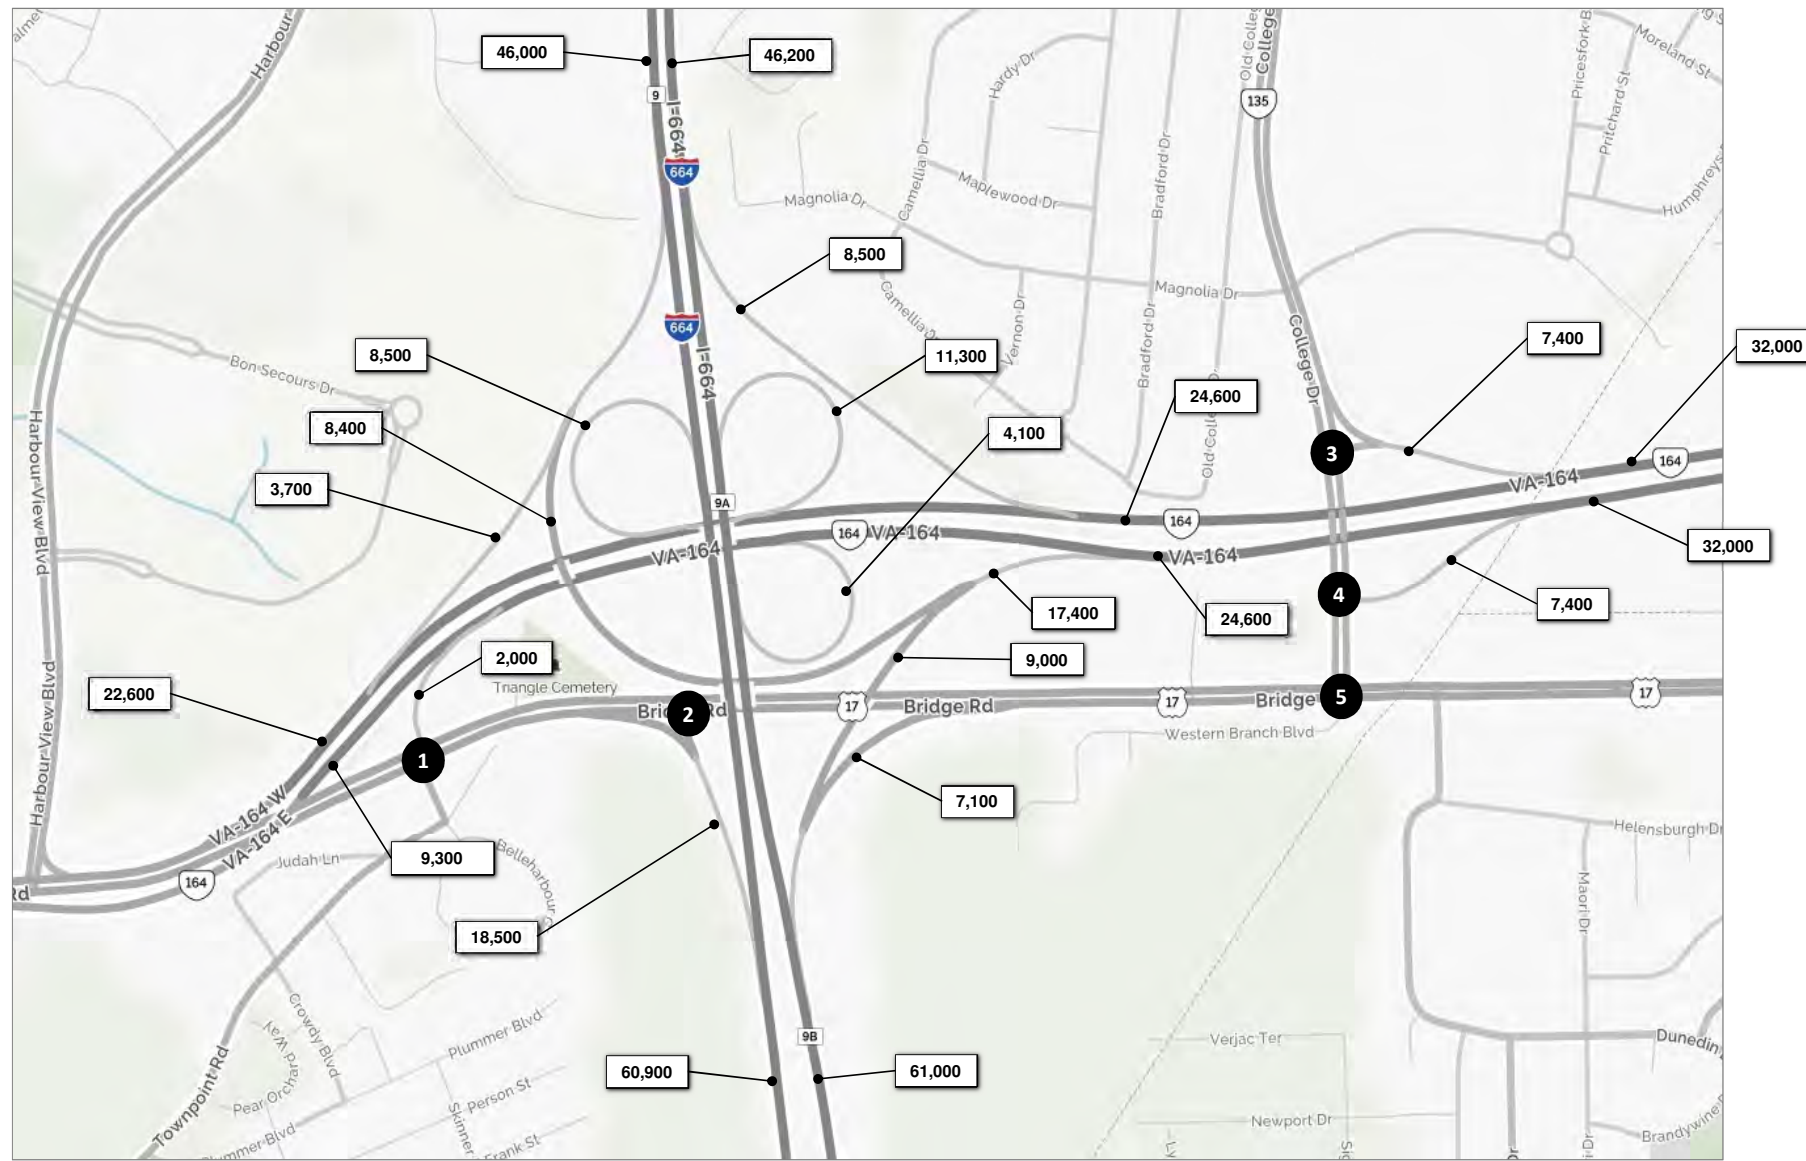 Harbour
46,000
46,200
9
I-664
664
Hardy Dr
Old College
College
135
Pricesfork B
Moreland St
Pritchard St
Humphreys
Camellia Dr
Maplewood Dr
Bradford Dr
Magnolia Dr
8,500
Camellia D
Vernon Dr
Magnolia Dr
Bradford Dr
664
I-664
College Dr
8,500
Bon Secours Dr
11,300
7,400
32,000
24,600
8,400
4,100
Old Colle
3
3,700
9A
164
VA-164
Harbour View Blvd
164
VA-164
164
VA-164
VA-164
32,000
4
7,400
17,400
24,600
2,000
9,000
Triangle Cemetery
22,600
Harbour View Blvd
2
Rd
17
Bridge Rd
17
Bridge
5
17
Western Branch Blvd
1
VA-164 W
VA-164 E
7,100
9,300
Judah Ln
Belleharbour
Helensburgh Dr
164
Rd
Maori Dr
18,500
Crowdy Blvd
9B
Plummer Blvd
Verjac Ter
Dunedin
60,900
61,000
Townpoint Rd
Pear Orchard Way
Person St
Skinner
Newport Dr
Brandywine
Frank St